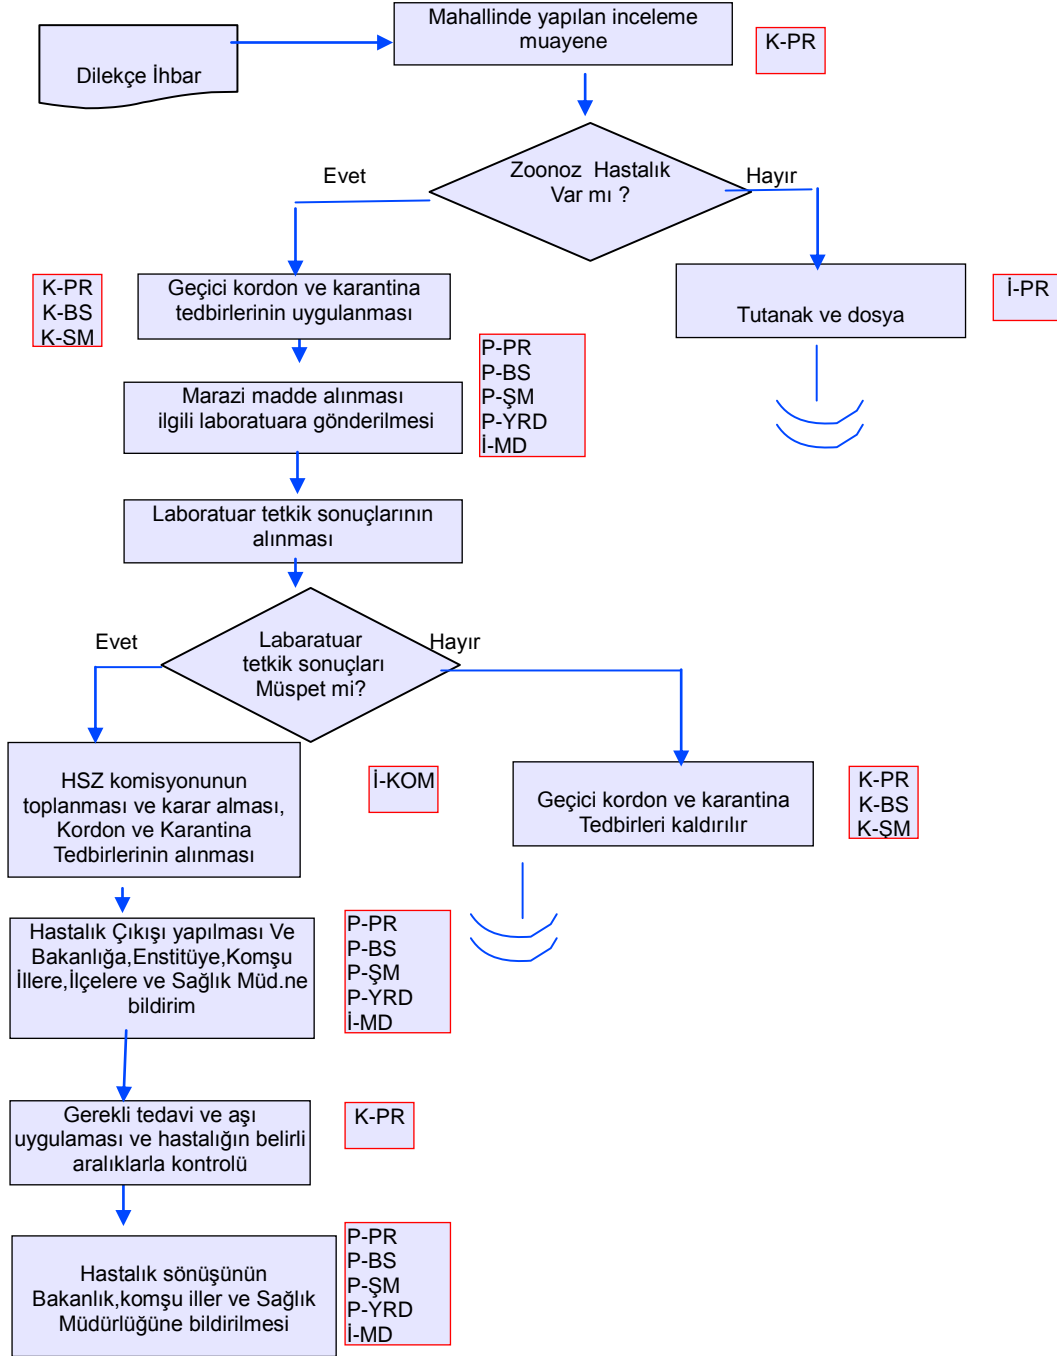 Mahallinde yapılan inceleme
muayene
K-PR
Dilekçe İhbar
Zoonoz Hastalık
Var mı ?
Evet
Hayır
K-PR
K-BS
K-SM
Geçici kordon ve karantina
tedbirlerinin uygulanması
Tutanak ve dosya
İ-PR
Marazi madde alınması
ilgili laboratuara gönderilmesi
P-PR
P-BS
P-ŞM
P-YRD
İ-MD
Laboratuar tetkik sonuçlarının
alınması
Labaratuar
tetkik sonuçları
Müspet mi?
Evet
Hayır
HSZ komisyonunun
toplanması ve karar alması,
Kordon ve Karantina
Tedbirlerinin alınması
İ-KOM
Geçici kordon ve karantina
Tedbirleri kaldırılır
K-PR
K-BS
K-ŞM
Hastalık Çıkışı yapılması Ve
Bakanlığa,Enstitüye,Komşu
İllere,İlçelere ve Sağlık Müd.ne
bildirim
P-PR
P-BS
P-ŞM
P-YRD
İ-MD
Gerekli tedavi ve aşı
uygulaması ve hastalığın belirli
aralıklarla kontrolü
K-PR
Hastalık sönüşünün
Bakanlık,komşu iller ve Sağlık
Müdürlüğüne bildirilmesi
P-PR
P-BS
P-ŞM
P-YRD
İ-MD